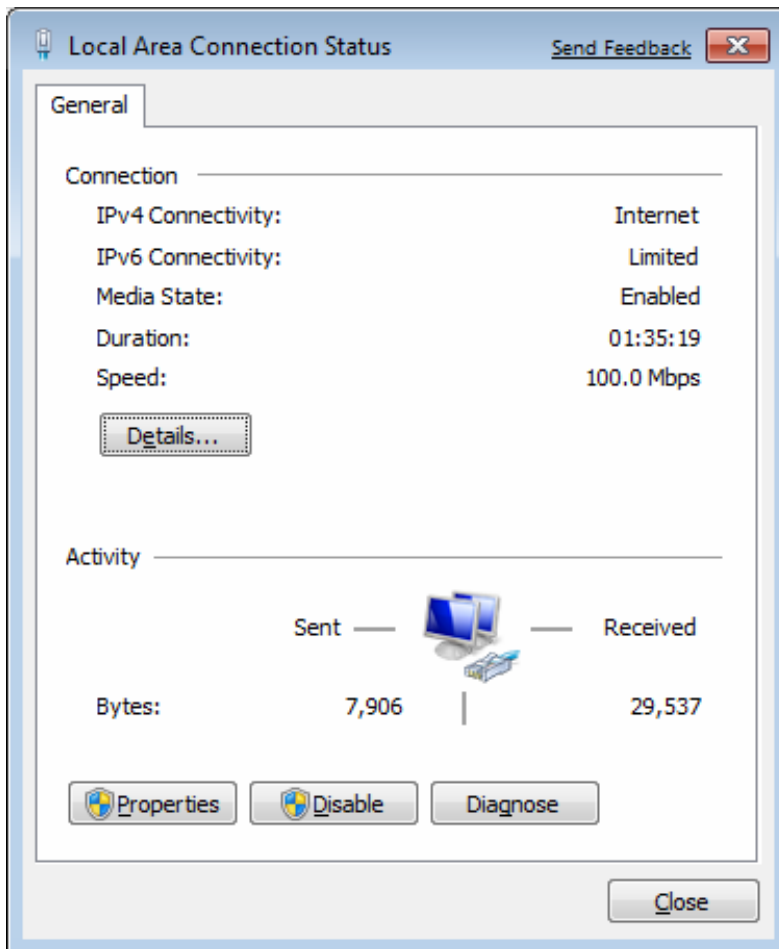 Local Area Connection Status Send Feedback
General
Connection
IPv4 Connectivity: Internet
IPv6 Connectivity: Limited
Media State: Enabled
Duration: 01:35:19
Speed: 100.0 Mbps
Details...
Activity
Sent Received
Bytes: 7,906 29,537
Properties Disable Diagnose
Close